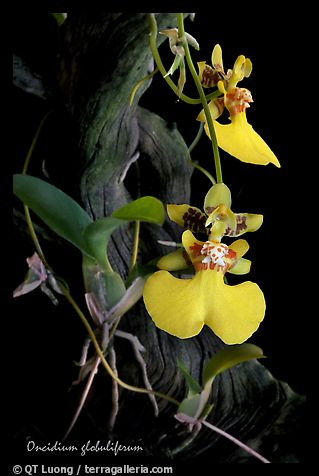 Oncidium globuliferum
© QT Luong / terragalleria.com